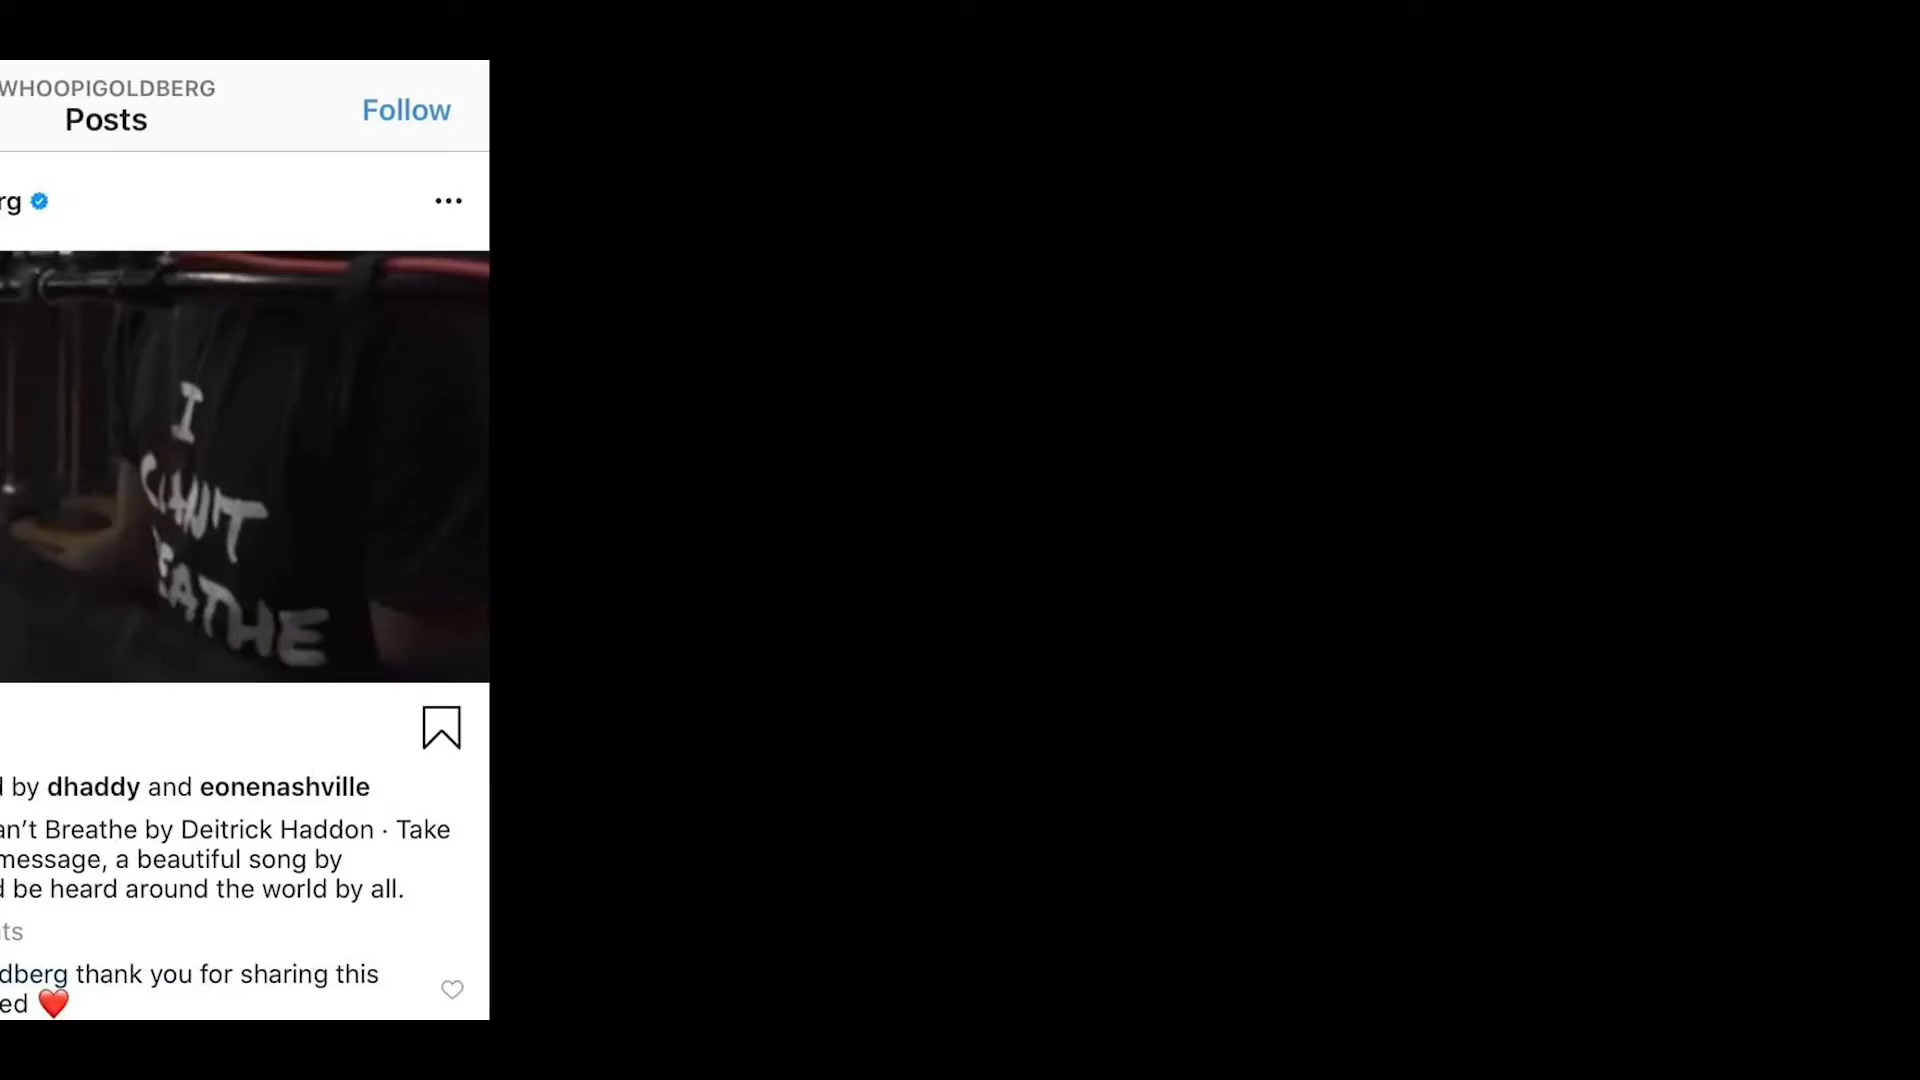 WHOOPIGOLDBERG
Posts
Follow
rg
I
CAN'T
EATHE
d by dhaddy and eonenashville
an’t Breathe by Deitrick Haddon · Take
message, a beautiful song by
d be heard around the world by all.
ts
dberg thank you for sharing this
ed ❤️